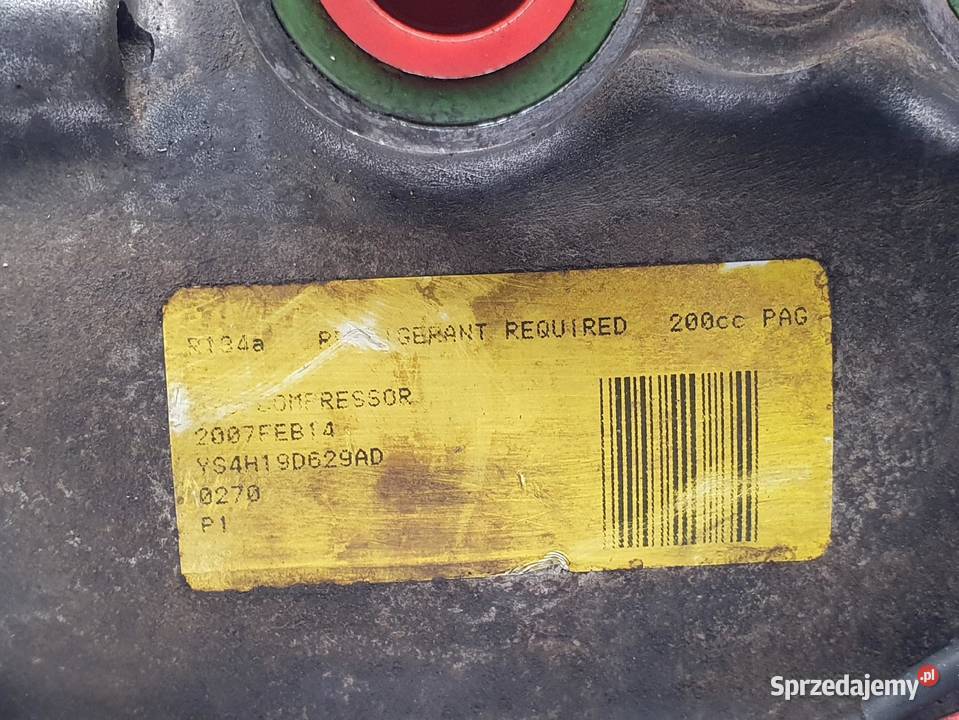 R134a REFRIGERANT REQUIRED 200cc PAG
COMPRESSOR
2007FEB14
YS4H19D629AD
0270
P1
Sprzedajemy.pl